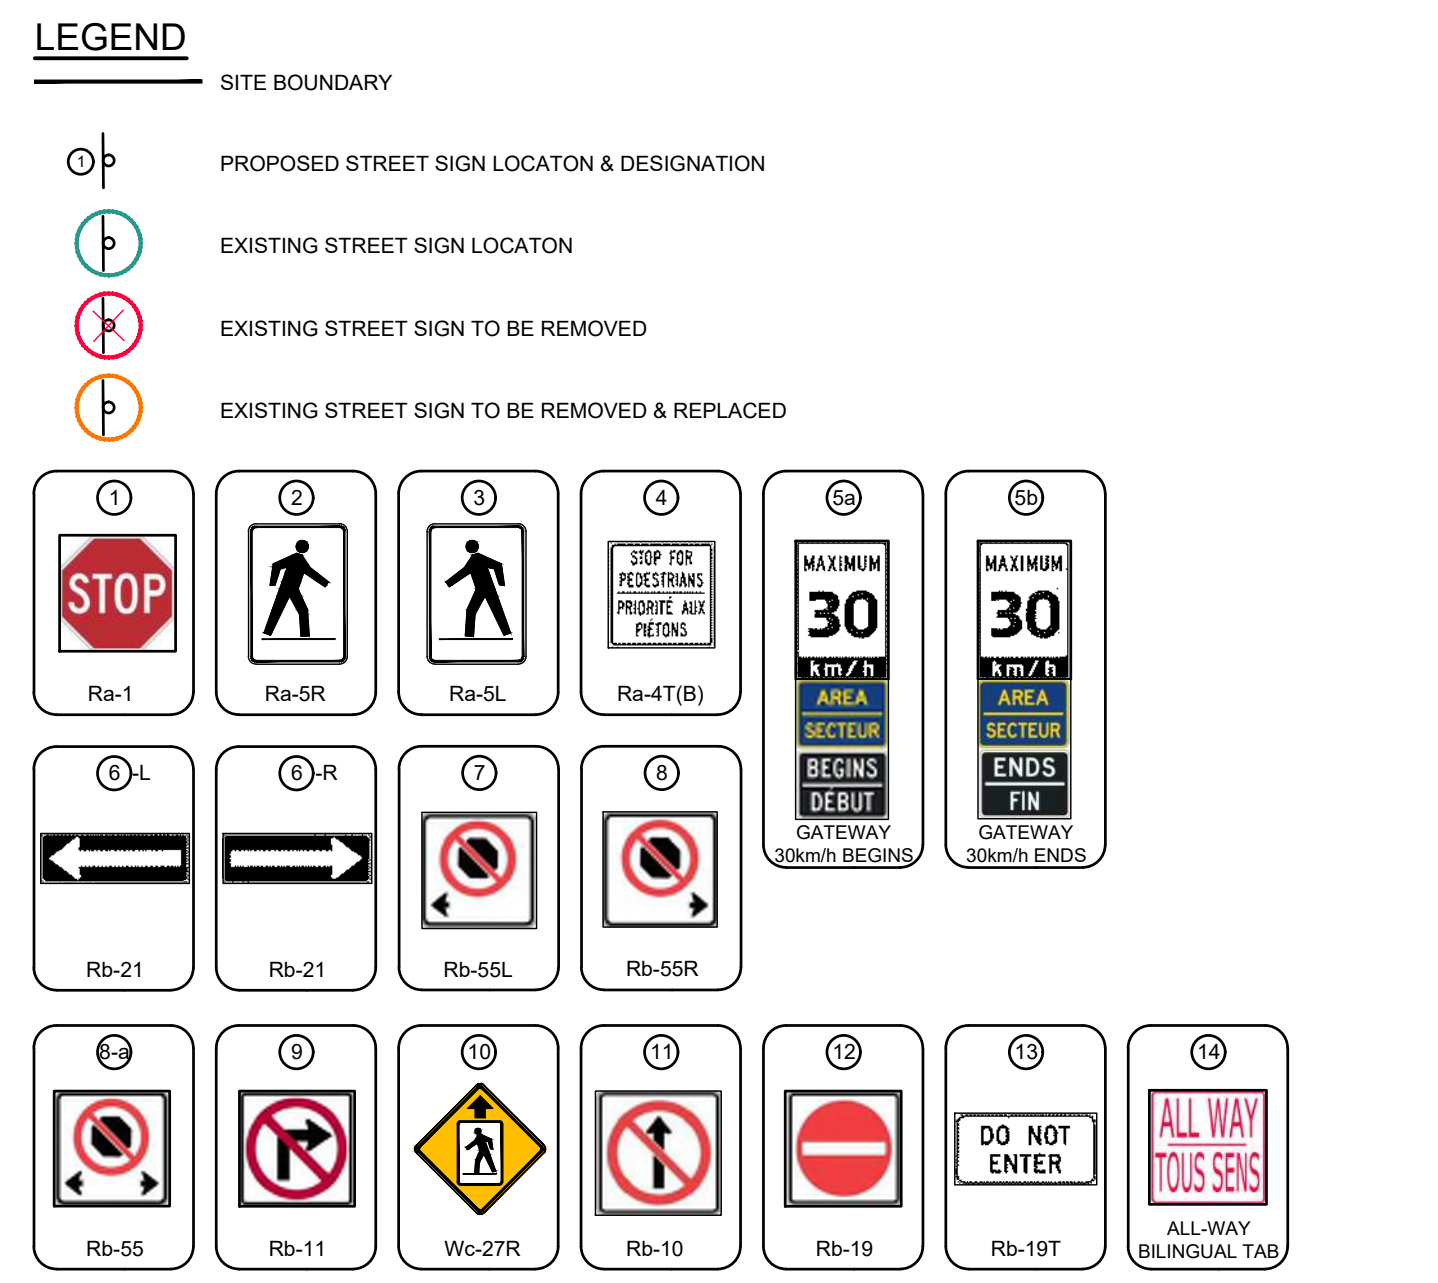 LEGEND
SITE BOUNDARY
1
PROPOSED STREET SIGN LOCATON & DESIGNATION
EXISTING STREET SIGN LOCATON
EXISTING STREET SIGN TO BE REMOVED
EXISTING STREET SIGN TO BE REMOVED & REPLACED
1
STOP
Ra-1
2
Ra-5R
3
Ra-5L
4
STOP FOR
PEDESTRIANS
PRIORITÉ AUX
PIÉTONS
Ra-4T(B)
5a
MAXIMUM
30
km/h
AREA
SECTEUR
BEGINS
DÉBUT
GATEWAY
30km/h BEGINS
5b
MAXIMUM
30
km/h
AREA
SECTEUR
ENDS
FIN
GATEWAY
30km/h ENDS
6-L
Rb-21
6-R
Rb-21
7
Rb-55L
8
Rb-55R
8-a
Rb-55
9
Rb-11
10
Wc-27R
11
Rb-10
12
Rb-19
13
DO NOT
ENTER
Rb-19T
14
ALL WAY
TOUS SENS
ALL-WAY
BILINGUAL TAB